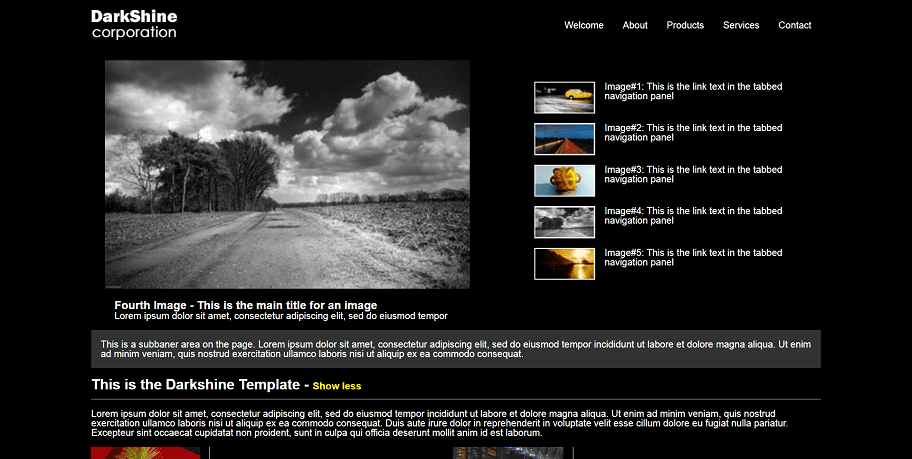 DarkShine
corporation
Welcome About Products Services Contact
Image#1: This is the link text in the tabbed
navigation panel
Image#2: This is the link text in the tabbed
navigation panel
Image#3: This is the link text in the tabbed
navigation panel
Image#4: This is the link text in the tabbed
navigation panel
Image#5: This is the link text in the tabbed
navigation panel
Fourth Image - This is the main title for an image
Lorem ipsum dolor sit amet, consectetur adipiscing elit, sed do eiusmod tempor
This is a subbaner area on the page. Lorem ipsum dolor sit amet, consectetur adipiscing elit, sed do eiusmod tempor incididunt ut labore et dolore magna aliqua. Ut enim
ad minim veniam, quis nostrud exercitation ullamco laboris nisi ut aliquip ex ea commodo consequat.
This is the Darkshine Template - Show less
Lorem ipsum dolor sit amet, consectetur adipiscing elit, sed do eiusmod tempor incididunt ut labore et dolore magna aliqua. Ut enim ad minim veniam, quis nostrud
exercitation ullamco laboris nisi ut aliquip ex ea commodo consequat. Duis aute irure dolor in reprehenderit in voluptate velit esse cillum dolore eu fugiat nulla pariatur.
Excepteur sint occaecat cupidatat non proident, sunt in culpa qui officia deserunt mollit anim id est laborum.